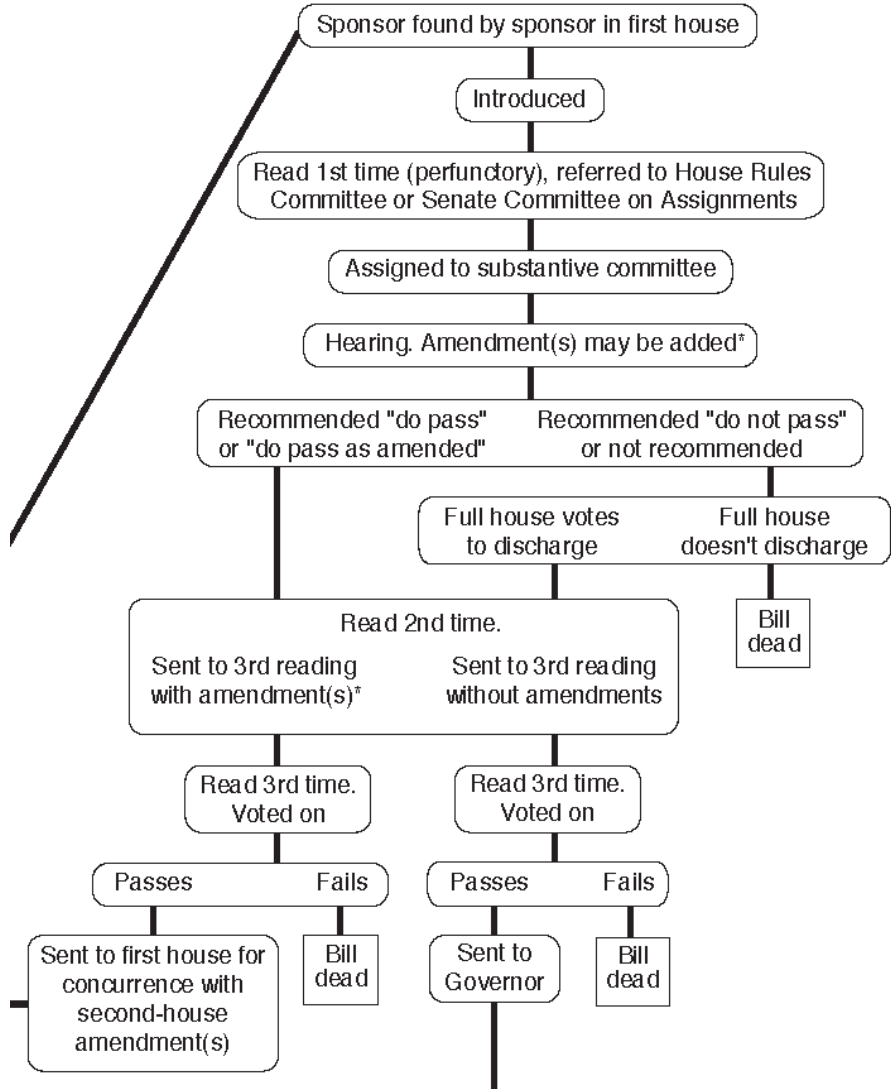 Sponsor found by sponsor in first house
Introduced
Read 1st time (perfunctory), referred to House Rules
Committee or Senate Committee on Assignments
Assigned to substantive committee
Hearing. Amendment(s) may be added*
Recommended "do pass"
or "do pass as amended"
Recommended "do not pass"
or not recommended
Full house votes
to discharge
Full house
doesn't discharge
Bill
dead
Read 2nd time.
Sent to 3rd reading
with amendment(s)*
Sent to 3rd reading
without amendments
Read 3rd time.
Voted on
Read 3rd time.
Voted on
Passes
Fails
Passes
Fails
Sent to first house for
concurrence with
second-house
amendment(s)
Bill
dead
Sent to
Governor
Bill
dead